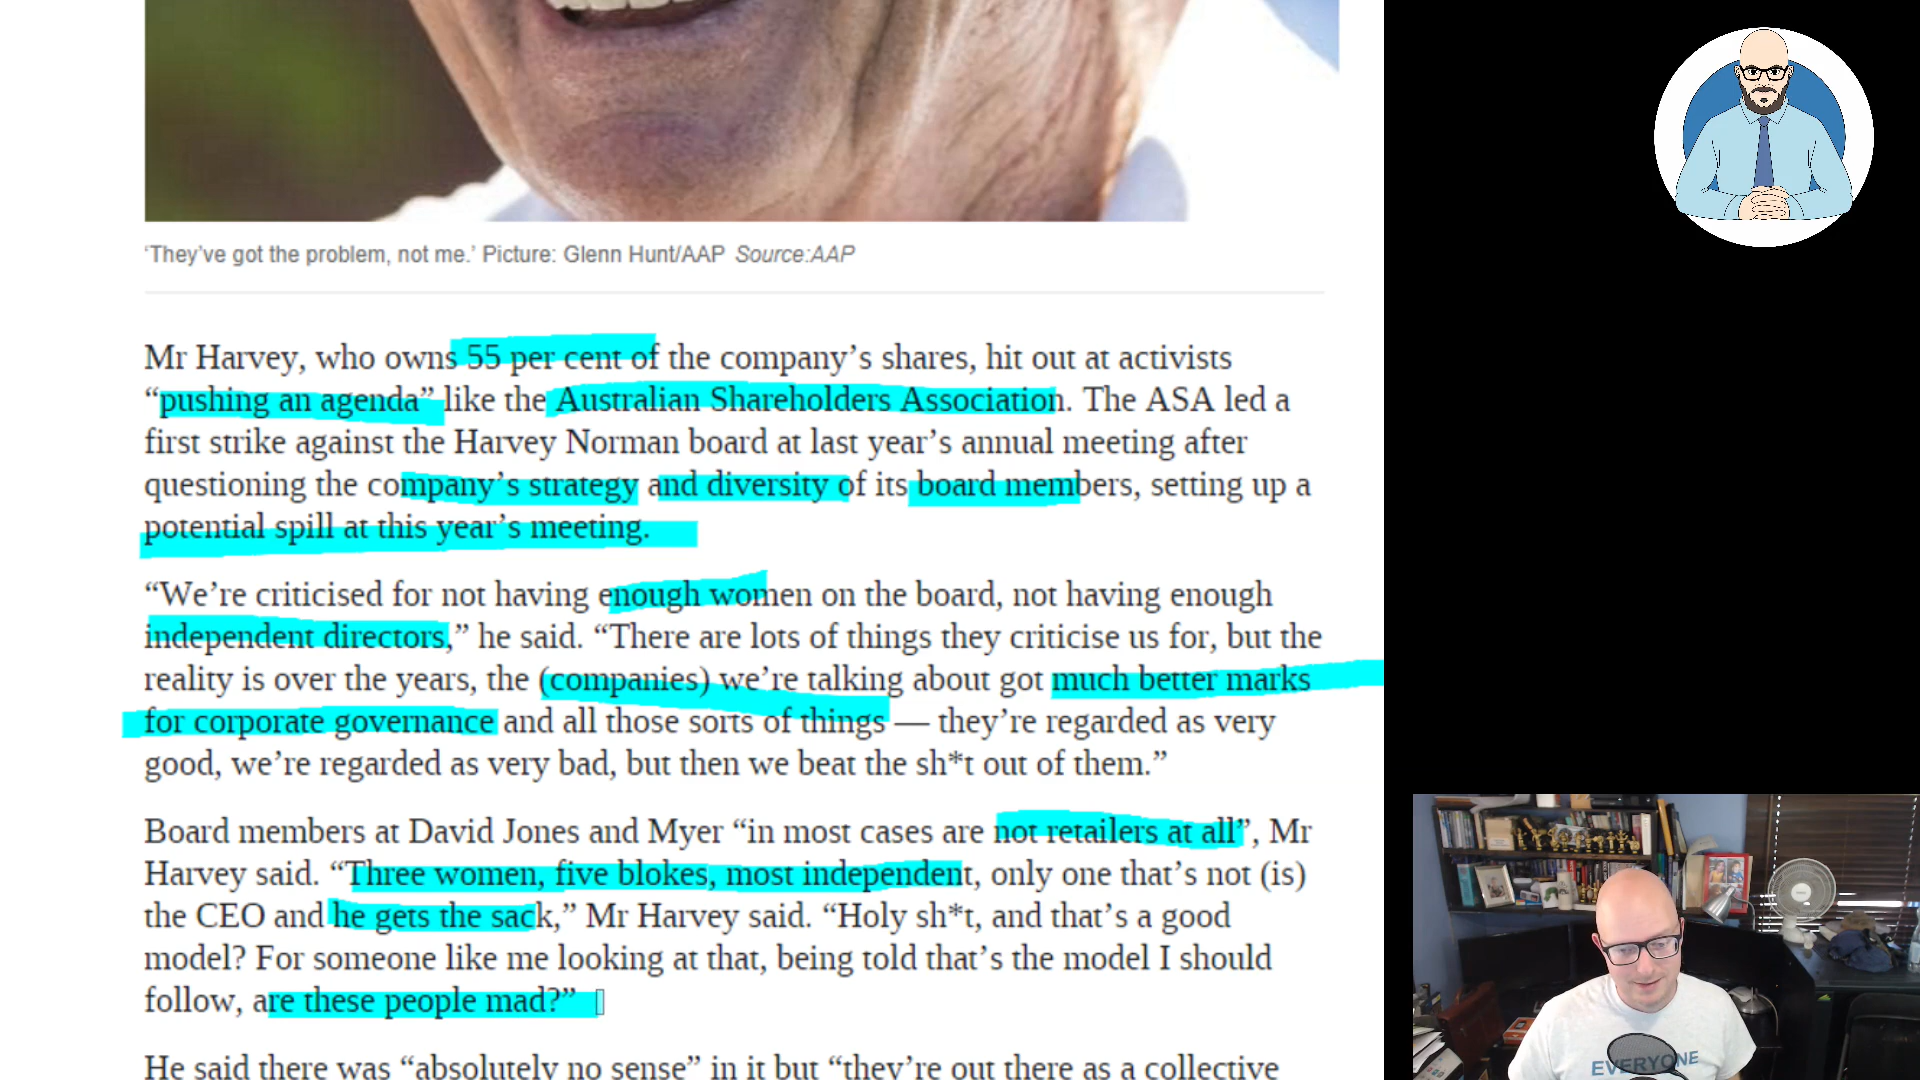 ‘They’ve got the problem, not me.’ Picture: Glenn Hunt/AAP Source:AAP
Mr Harvey, who owns 55 per cent of the company’s shares, hit out at activists
“pushing an agenda” like the Australian Shareholders Association. The ASA led a
first strike against the Harvey Norman board at last year’s annual meeting after
questioning the company’s strategy and diversity of its board members, setting up a
potential spill at this year’s meeting.
“We’re criticised for not having enough women on the board, not having enough
independent directors,” he said. “There are lots of things they criticise us for, but the
reality is over the years, the (companies) we’re talking about got much better marks
for corporate governance and all those sorts of things — they’re regarded as very
good, we’re regarded as very bad, but then we beat the sh*t out of them.”
Board members at David Jones and Myer “in most cases are not retailers at all”, Mr
Harvey said. “Three women, five blokes, most independent, only one that’s not (is)
the CEO and he gets the sack,” Mr Harvey said. “Holy sh*t, and that’s a good
model? For someone like me looking at that, being told that’s the model I should
follow, are these people mad?”
He said there was “absolutely no sense” in it but “they’re out there as a collective
EVERYONE